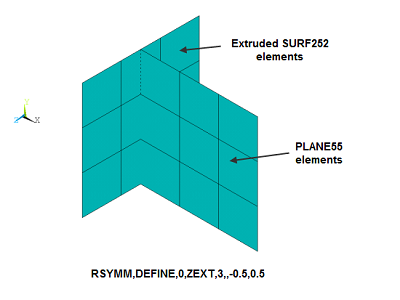 Extruded SURF252
elements
PLANE55
elements
Y
Z
X
RSYMM,DEFINE,0,ZEXT,3,,-0.5,0.5